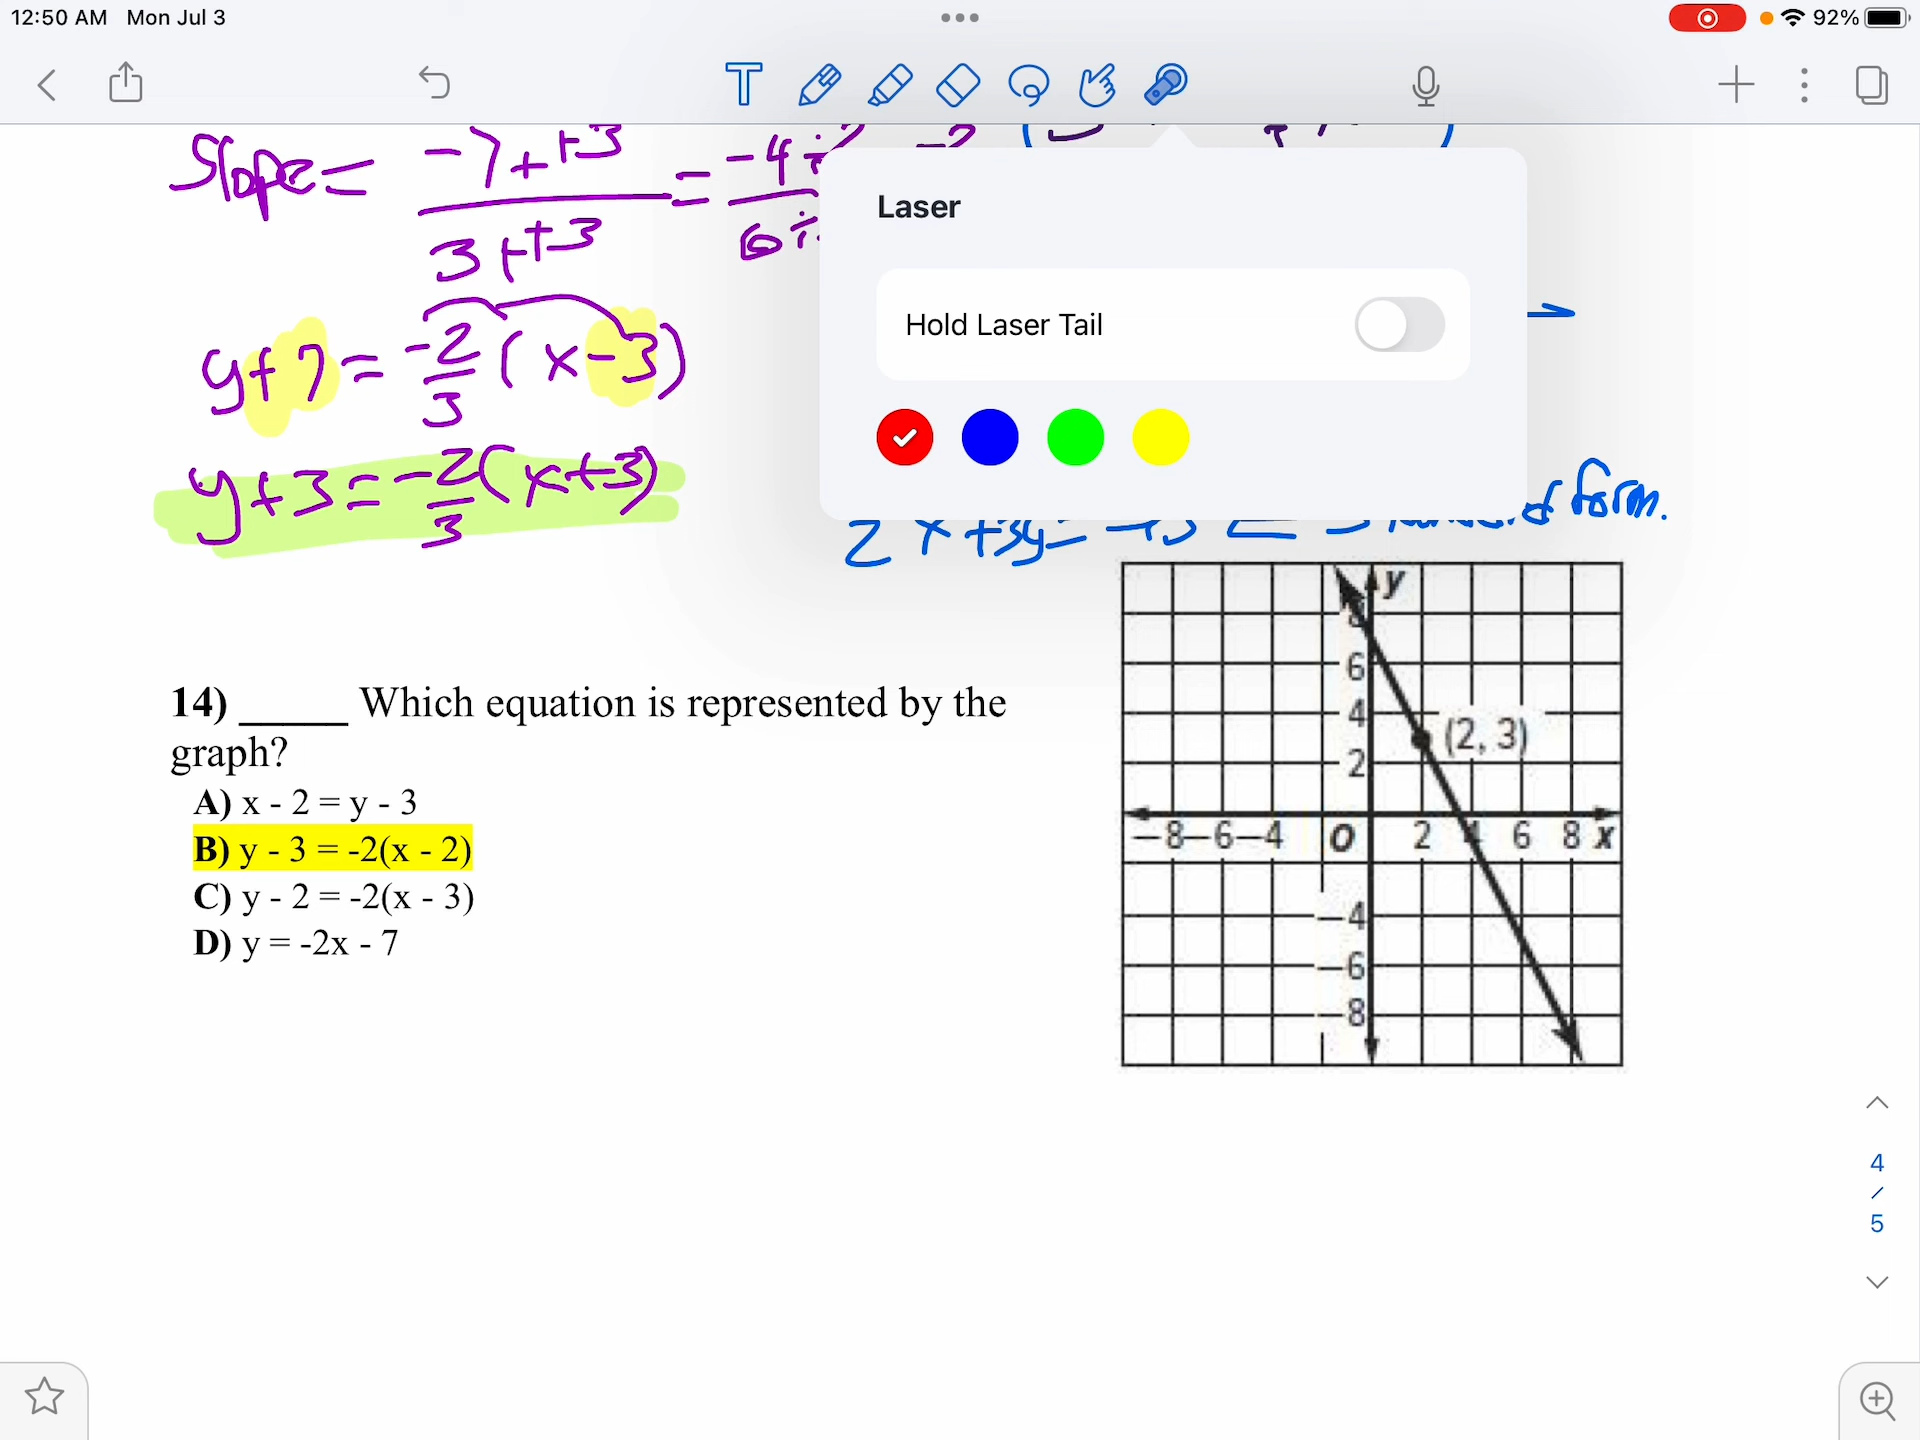 12:50 AM Mon Jul 3
92%
T
Slope = -7 + +3 / 3 + +3 = -4 ÷ / 6 ÷ -2
Laser
Hold Laser Tail
y + 7 = -2/3 ( x - 3)
y + 3 = -2/3 (x + 3)
form.
2x + 3y =
14) _____ Which equation is represented by the
graph?
A) x - 2 = y - 3
B) y - 3 = -2(x - 2)
C) y - 2 = -2(x - 3)
D) y = -2x - 7
y
8
6
4
(2, 3)
2
-8 -6 -4 O 2 4 6 8 x
-4
-6
-8
4
/
5